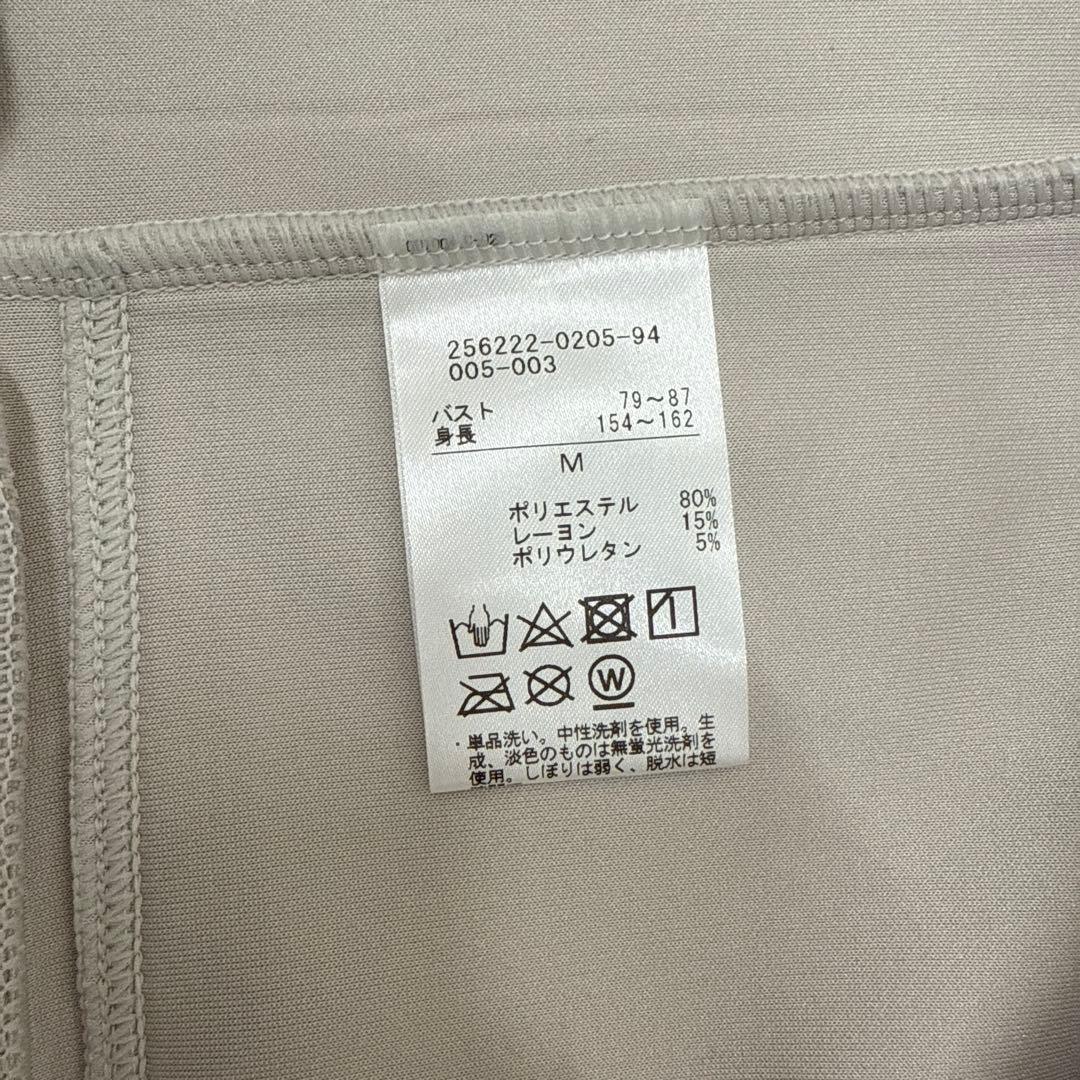 256222-0205-94
005-003
バスト 79～87
身長 154～162
M
ポリエステル 80%
レーヨン 15%
ポリウレタン 5%
W
・単品洗い。中性洗剤を使用。生
成、淡色のものは無蛍光洗剤を
使用。しぼりは弱く、脱水は短